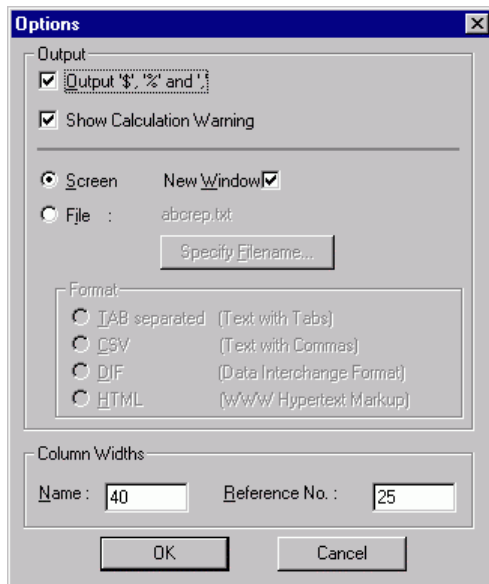 Options
Output
Output '$', '%' and ','
Show Calculation Warning
Screen New Window
File : abcrep.txt
Specify Filename...
Format
TAB separated (Text with Tabs)
CSV (Text with Commas)
DIF (Data Interchange Format)
HTML (WWW Hypertext Markup)
Column Widths
Name : 40 Reference No. : 25
OK Cancel